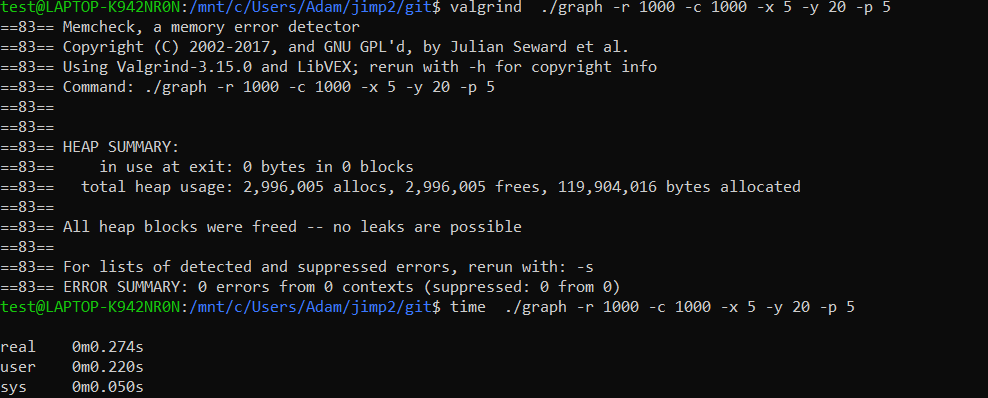 test@LAPTOP-K942NR0N:/mnt/c/Users/Adam/jimp2/git$ valgrind  ./graph -r 1000 -c 1000 -x 5 -y 20 -p 5
==83== Memcheck, a memory error detector
==83== Copyright (C) 2002-2017, and GNU GPL'd, by Julian Seward et al.
==83== Using Valgrind-3.15.0 and LibVEX; rerun with -h for copyright info
==83== Command: ./graph -r 1000 -c 1000 -x 5 -y 20 -p 5
==83==
==83==
==83== HEAP SUMMARY:
==83==     in use at exit: 0 bytes in 0 blocks
==83==   total heap usage: 2,996,005 allocs, 2,996,005 frees, 119,904,016 bytes allocated
==83==
==83== All heap blocks were freed -- no leaks are possible
==83==
==83== For lists of detected and suppressed errors, rerun with: -s
==83== ERROR SUMMARY: 0 errors from 0 contexts (suppressed: 0 from 0)
test@LAPTOP-K942NR0N:/mnt/c/Users/Adam/jimp2/git$ time  ./graph -r 1000 -c 1000 -x 5 -y 20 -p 5

real    0m0.274s
user    0m0.220s
sys     0m0.050s